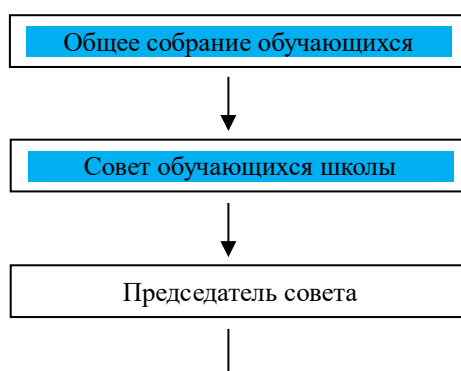 Общее собрание обучающихся
Совет обучающихся школы
Председатель совета